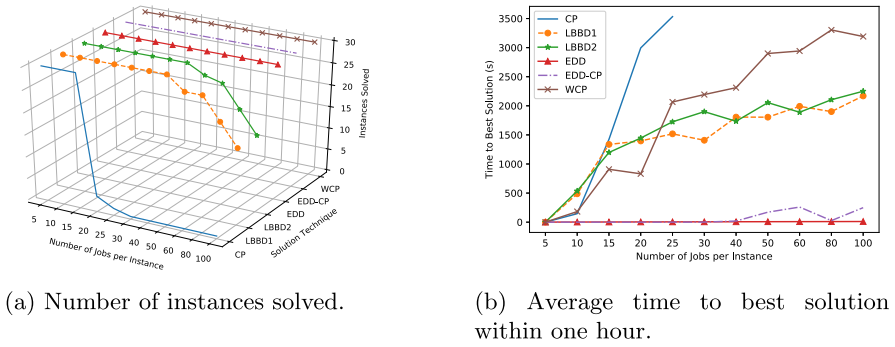 30
25
20
15
10
5
0
Instances Solved
5
10
15
20
25
30
40
50
60
80
100
Number of Jobs per Instance
CP
LBBD1
LBBD2
EDD
EDD-CP
WCP
Solution Technique
(a) Number of instances solved.
CP
LBBD1
LBBD2
EDD
EDD-CP
WCP
3500
3000
2500
2000
1500
1000
500
0
Time to Best Solution (s)
5
10
15
20
25
30
40
50
60
80
100
Number of Jobs per Instance
(b) Average time to best solution
within one hour.